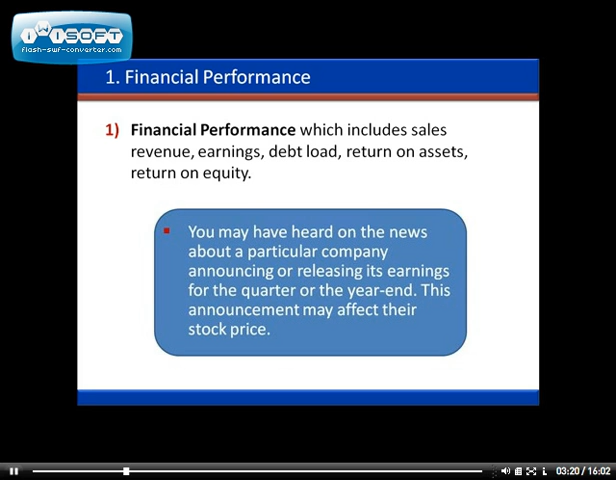 iWiSOFT
flash-swf-converter.com
1. Financial Performance
1) Financial Performance which includes sales
revenue, earnings, debt load, return on assets,
return on equity.
▪ You may have heard on the news
about a particular company
announcing or releasing its earnings
for the quarter or the year-end. This
announcement may affect their
stock price.
03:20 / 16:02